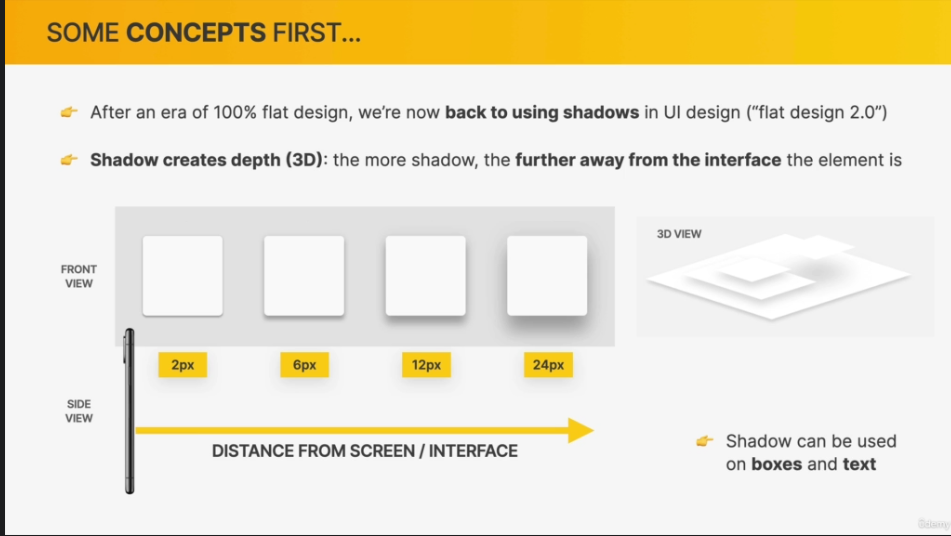 SOME CONCEPTS FIRST...
👉 After an era of 100% flat design, we’re now back to using shadows in UI design (“flat design 2.0”)
👉 Shadow creates depth (3D): the more shadow, the further away from the interface the element is
3D VIEW
FRONT
VIEW
2px 6px 12px 24px
SIDE
VIEW
DISTANCE FROM SCREEN / INTERFACE
👉 Shadow can be used
on boxes and text
ûdemy